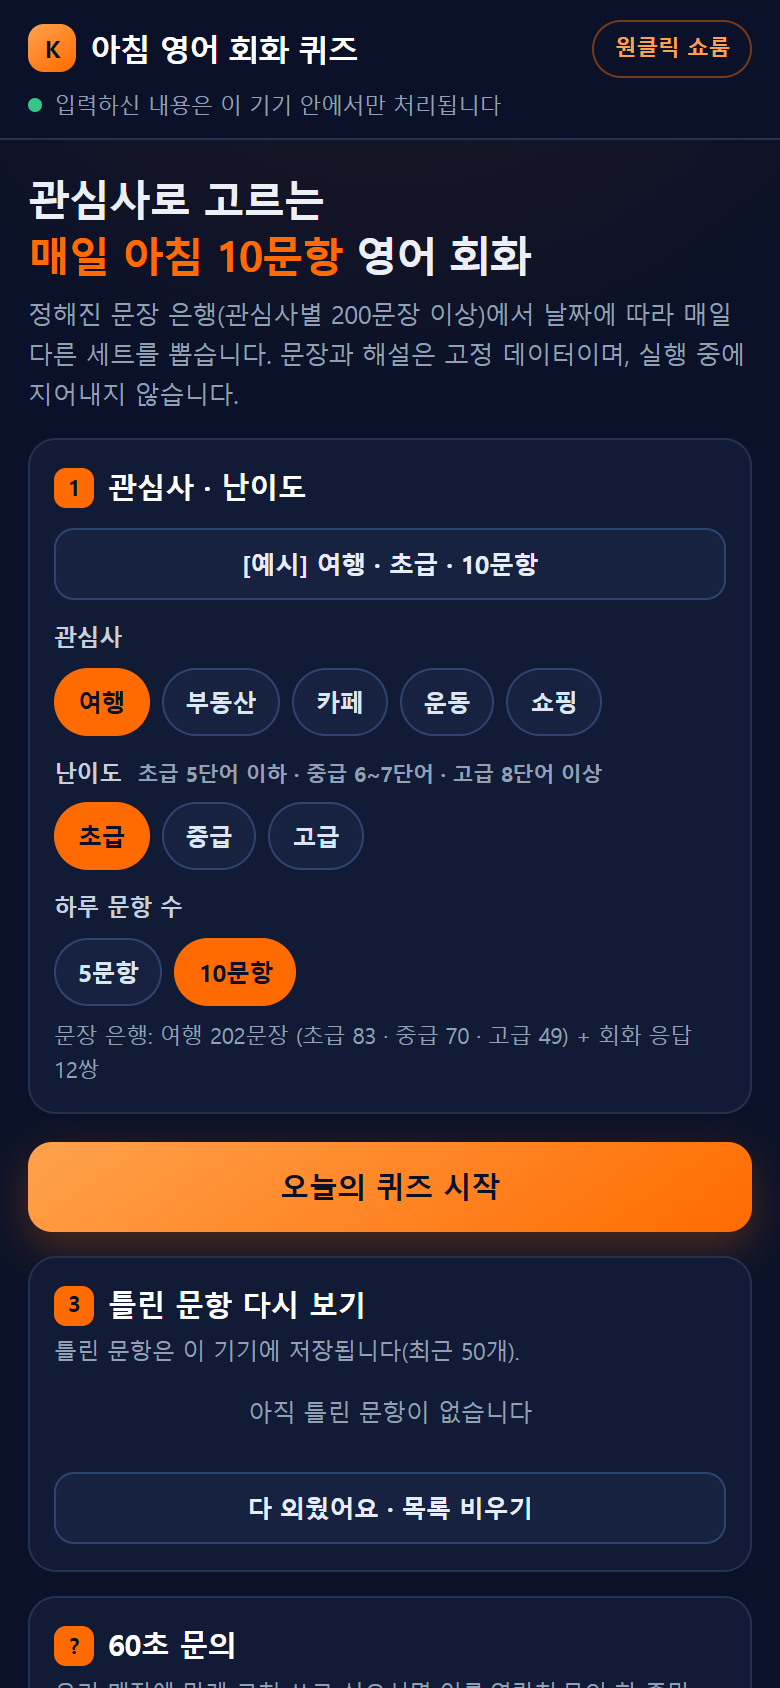 K 아침 영어 회화 퀴즈
원클릭 쇼룸
입력하신 내용은 이 기기 안에서만 처리됩니다
관심사로 고르는
매일 아침 10문항 영어 회화
정해진 문장 은행(관심사별 200문장 이상)에서 날짜에 따라 매일
다른 세트를 뽑습니다. 문장과 해설은 고정 데이터이며, 실행 중에
지어내지 않습니다.
1 관심사 · 난이도
[예시] 여행 · 초급 · 10문항
관심사
여행 부동산 카페 운동 쇼핑
난이도 초급 5단어 이하 · 중급 6~7단어 · 고급 8단어 이상
초급 중급 고급
하루 문항 수
5문항 10문항
문장 은행: 여행 202문장 (초급 83 · 중급 70 · 고급 49) + 회화 응답
12쌍
오늘의 퀴즈 시작
3 틀린 문항 다시 보기
틀린 문항은 이 기기에 저장됩니다(최근 50개).
아직 틀린 문항이 없습니다
다 외웠어요 · 목록 비우기
? 60초 문의